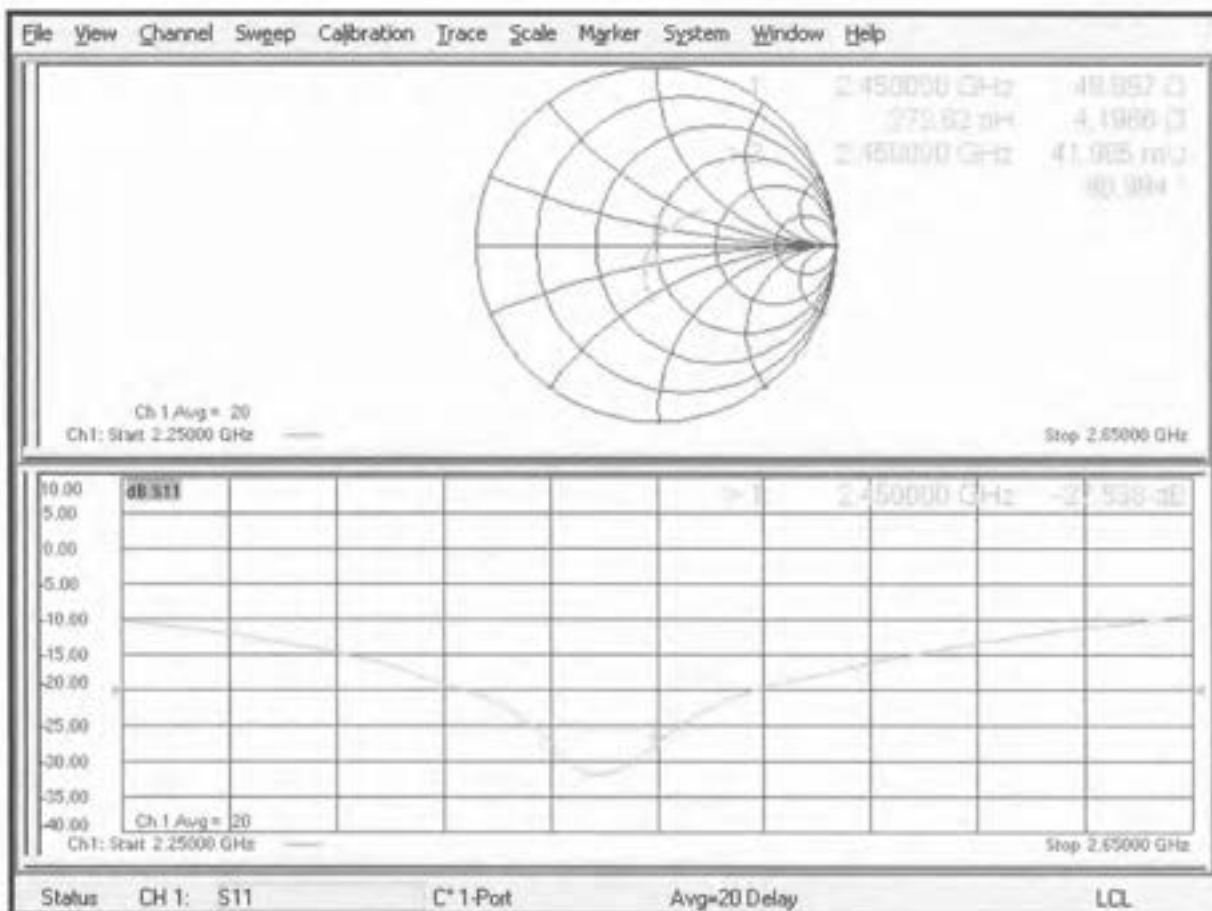 File View Channel Sweep Calibration Trace Scale Marker System Window Help
1 2.450000 GHz
4.1966 Ω
2.450000 GHz 41.985 mU
Ch 1 Avg = 20
Ch1: Start 2.25000 GHz Stop 2.65000 GHz
10.00 dB S11
> 1 2.450000 GHz
5.00
0.00
-5.00
-10.00
-15.00
-20.00
-25.00
-30.00
-35.00
-40.00
Ch 1 Avg = 20
Ch1: Start 2.25000 GHz Stop 2.65000 GHz
Status CH 1: S11 C* 1-Port Avg=20 Delay LCL